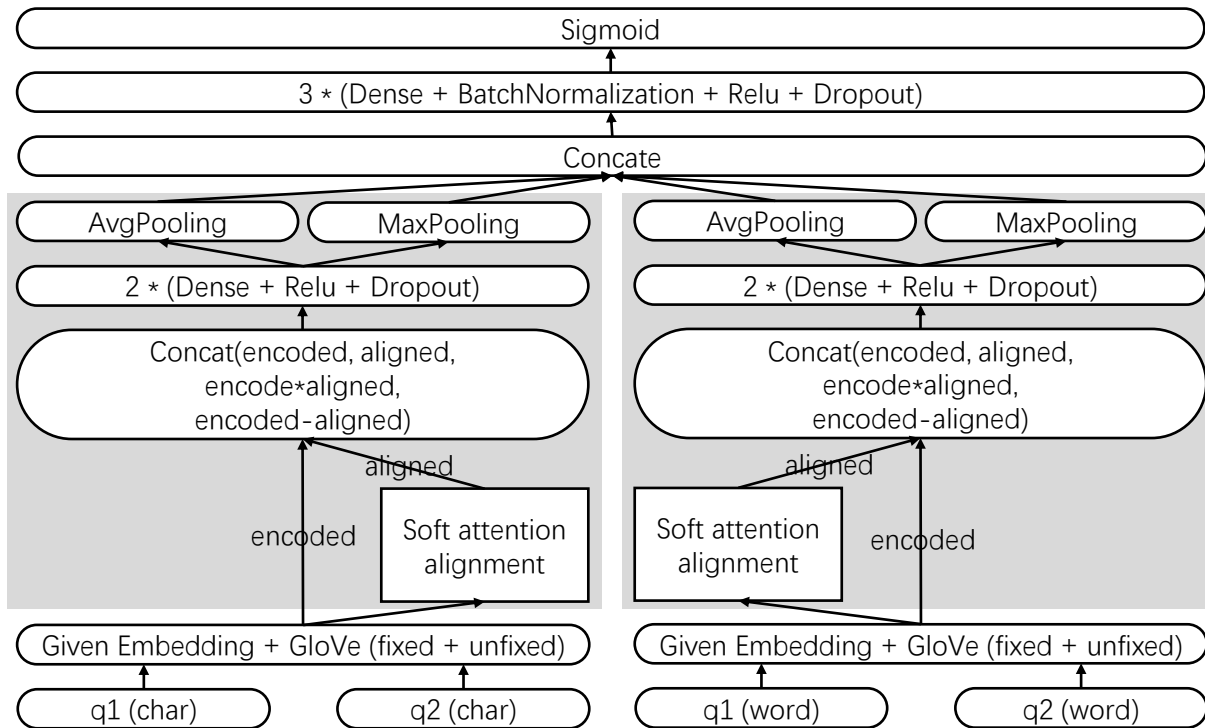 Sigmoid
3 * (Dense + BatchNormalization + Relu + Dropout)
Concate
AvgPooling
MaxPooling
AvgPooling
MaxPooling
2 * (Dense + Relu + Dropout)
2 * (Dense + Relu + Dropout)
Concat(encoded, aligned,
encode*aligned,
encoded-aligned)
Concat(encoded, aligned,
encode*aligned,
encoded-aligned)
aligned
aligned
encoded
Soft attention
alignment
Soft attention
alignment
encoded
Given Embedding + GloVe (fixed + unfixed)
Given Embedding + GloVe (fixed + unfixed)
q1 (char)
q2 (char)
q1 (word)
q2 (word)